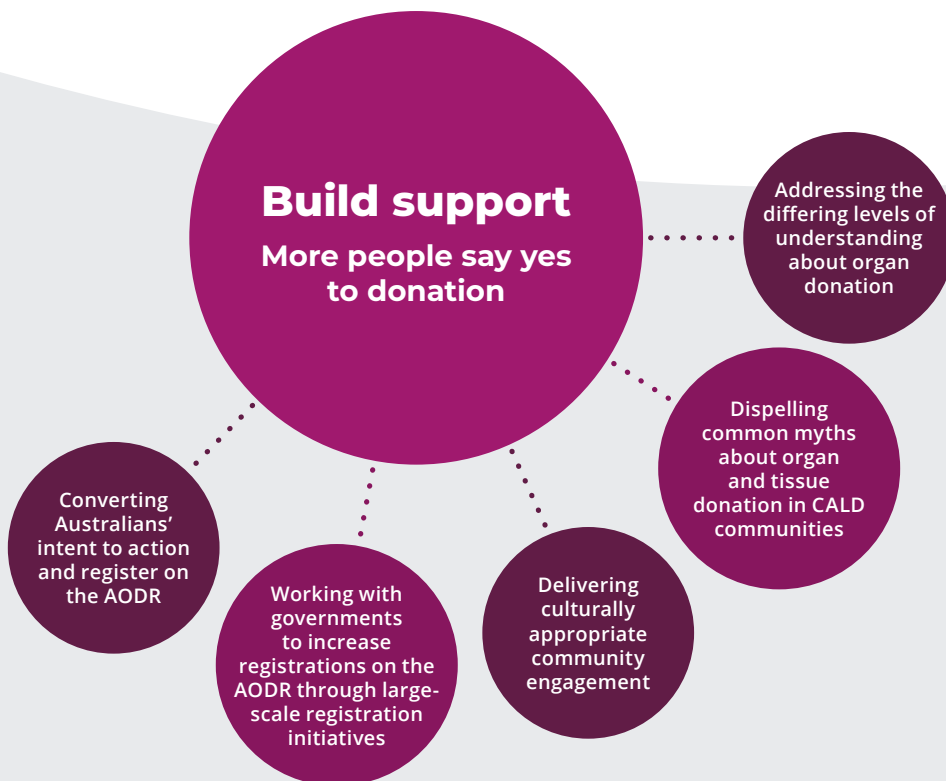 Build support
More people say yes
to donation
Addressing the
differing levels of
understanding
about organ
donation
Dispelling
common myths
about organ
and tissue
donation in CALD
communities
Delivering
culturally
appropriate
community
engagement
Working with
governments
to increase
registrations on the
AODR through large-
scale registration
initiatives
Converting
Australians’
intent to action
and register on
the AODR